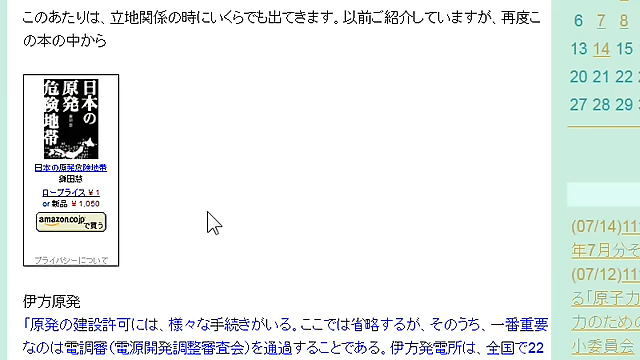 このあたりは、立地関係の時にいくらでも出てきます。以前ご紹介していますが、再度こ
の本の中から
日本の
原発
危険地帯
日本の原発危険地帯
鎌田慧
ロープライス ¥ 1
or 新品 ¥ 1,050
amazon.co.jp
で買う
プライバシーについて
伊方原発
「原発の建設許可には、様々な手続きがいる。ここでは省略するが、そのうち、一番重要
なのは電調審（電源開発調整審査会）を通過することである。伊方発電所は、全国で22
6 7 8
13 14 15
20 21 22
27 28 29
(07/14)11
年7月分そ
(07/12)11
る「原子力
力のための
小委員会